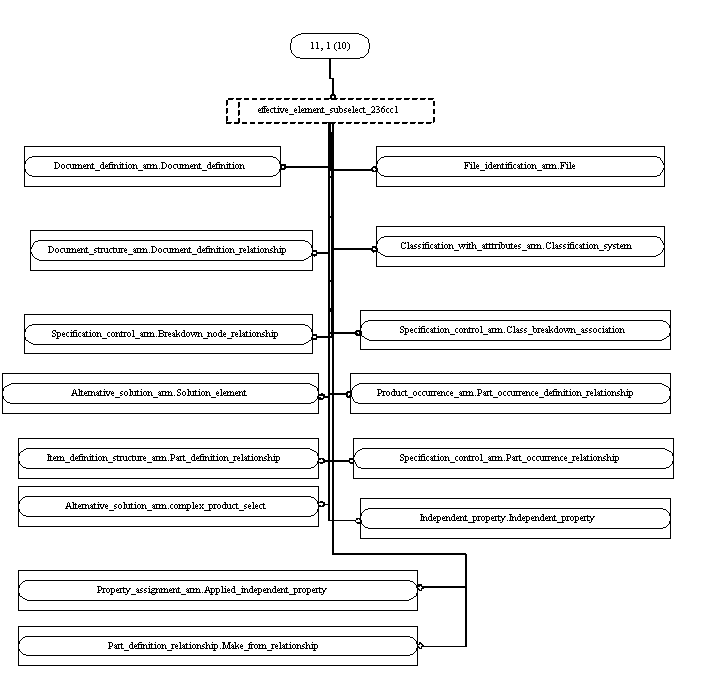 11, 1 (10)
effective_element_subselect_236cc1
Document_definition_arm.Document_definition
File_identification_arm.File
Document_structure_arm.Document_definition_relationship
Classification_with_atttributes_arm.Classification_system
Specification_control_arm.Breakdown_node_relationship
Specification_control_arm.Class_breakdown_association
Alternative_solution_arm.Solution_element
Product_occurrence_arm.Part_occurrence_definition_relationship
Item_definition_structure_arm.Part_definition_relationship
Specification_control_arm.Part_occurrence_relationship
Alternative_solution_arm.complex_product_select
Independent_property.Independent_property
Property_assignment_arm.Applied_independent_property
Part_definition_relationship.Make_from_relationship